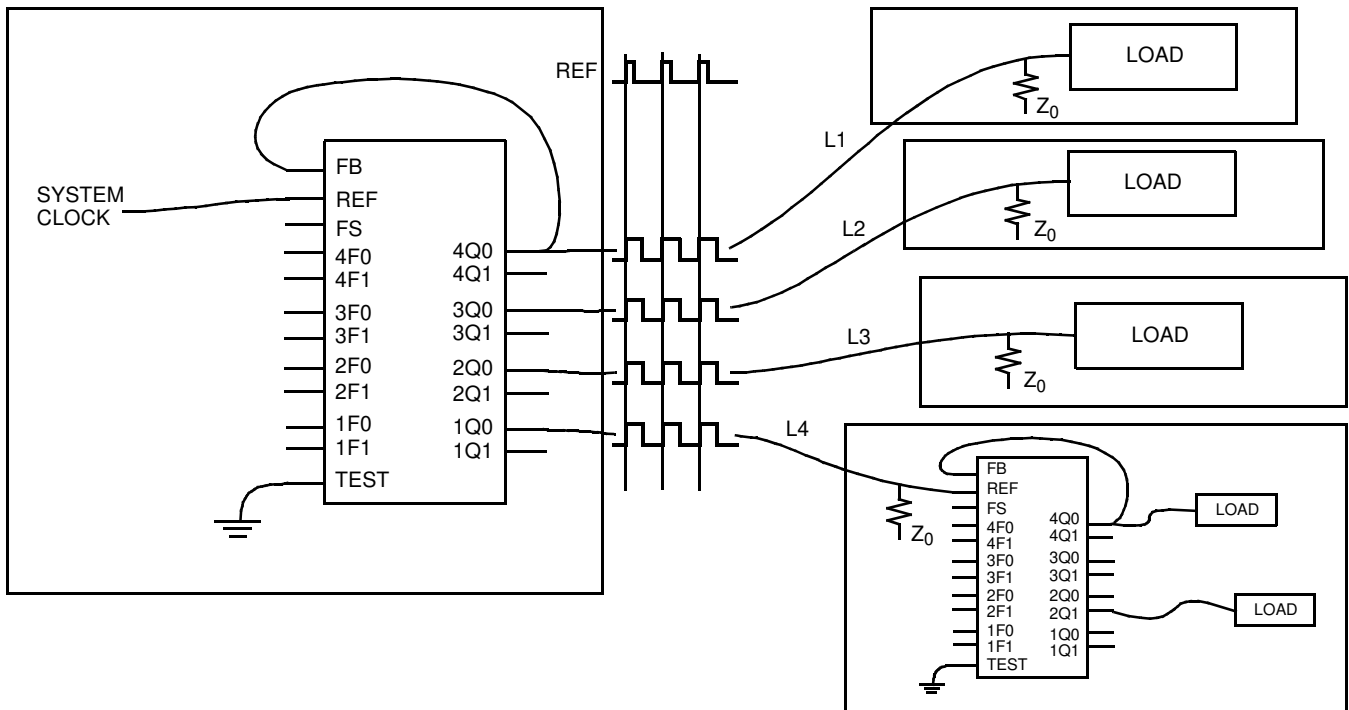 REF
SYSTEM
CLOCK
FB
REF
FS
4F0
4F1
3F0
3F1
2F0
2F1
1F0
1F1
TEST
4Q0
4Q1
3Q0
3Q1
2Q0
2Q1
1Q0
1Q1
L1
L2
L3
L4
LOAD
Z0
LOAD
Z0
LOAD
Z0
Z0
FB
REF
FS
4F0
4F1
3F0
3F1
2F0
2F1
1F0
1F1
TEST
4Q0
4Q1
3Q0
3Q1
2Q0
2Q1
1Q0
1Q1
LOAD
LOAD